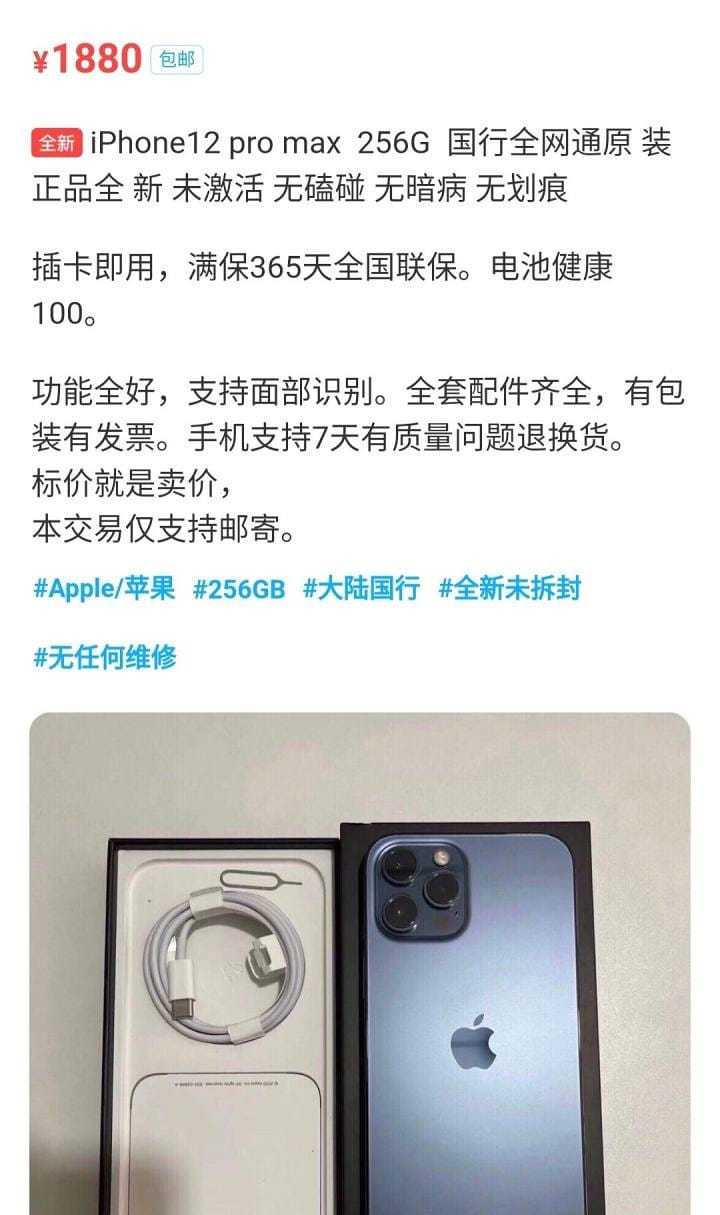 ¥1880 包邮
全新 iPhone12 pro max 256G 国行全网通原 装
正品全 新 未激活 无磕碰 无暗病 无划痕
插卡即用，满保365天全国联保。电池健康
100。
功能全好，支持面部识别。全套配件齐全，有包
装有发票。手机支持7天有质量问题退换货。
标价就是卖价，
本交易仅支持邮寄。
#Apple/苹果 #256GB #大陆国行 #全新未拆封
#无任何维修